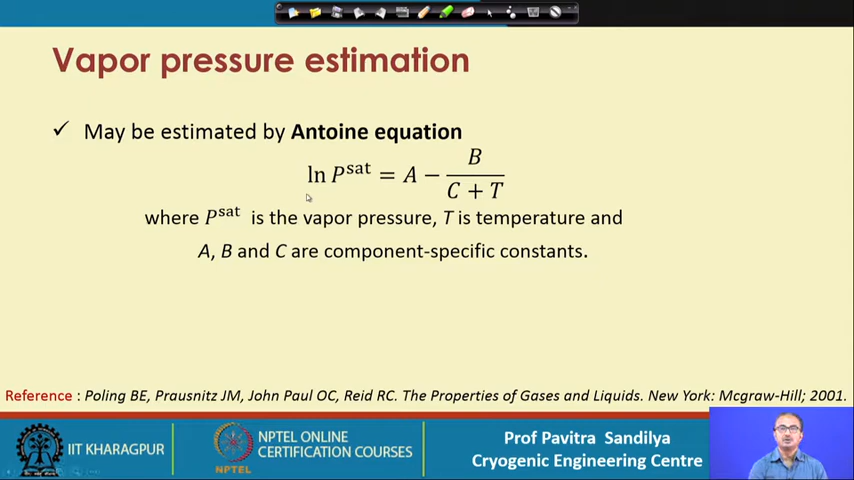 Vapor pressure estimation
✓ May be estimated by Antoine equation
ln P^sat = A − B / (C + T)
where P^sat is the vapor pressure, T is temperature and
A, B and C are component-specific constants.
Reference : Poling BE, Prausnitz JM, John Paul OC, Reid RC. The Properties of Gases and Liquids. New York: Mcgraw-Hill; 2001.
IIT KHARAGPUR
NPTEL
NPTEL ONLINE
CERTIFICATION COURSES
Prof Pavitra Sandilya
Cryogenic Engineering Centre